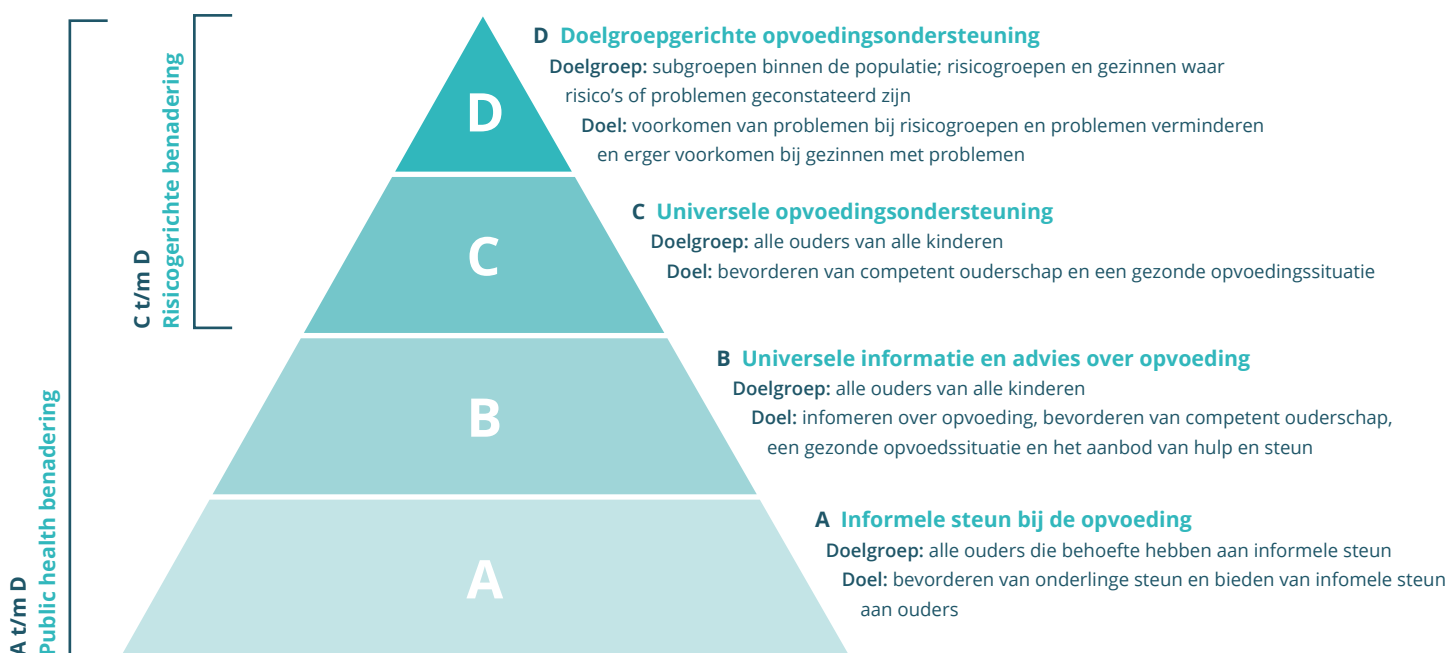 D Doelgroepgerichte opvoedingsondersteuning
Doelgroep: subgroepen binnen de populatie; risicogroepen en gezinnen waar
risico's of problemen geconstateerd zijn
Doel: voorkomen van problemen bij risicogroepen en problemen verminderen
en erger voorkomen bij gezinnen met problemen
D
C Universele opvoedingsondersteuning
Doelgroep: alle ouders van alle kinderen
Doel: bevorderen van competent ouderschap en een gezonde opvoedingssituatie
C
C t/m D
Risicogerichte benadering
B Universele informatie en advies over opvoeding
Doelgroep: alle ouders van alle kinderen
Doel: infomeren over opvoeding, bevorderen van competent ouderschap,
een gezonde opvoedssituatie en het aanbod van hulp en steun
B
A Informele steun bij de opvoeding
Doelgroep: alle ouders die behoefte hebben aan informele steun
Doel: bevorderen van onderlinge steun en bieden van infomele steun
aan ouders
A
A t/m D
Public health benadering